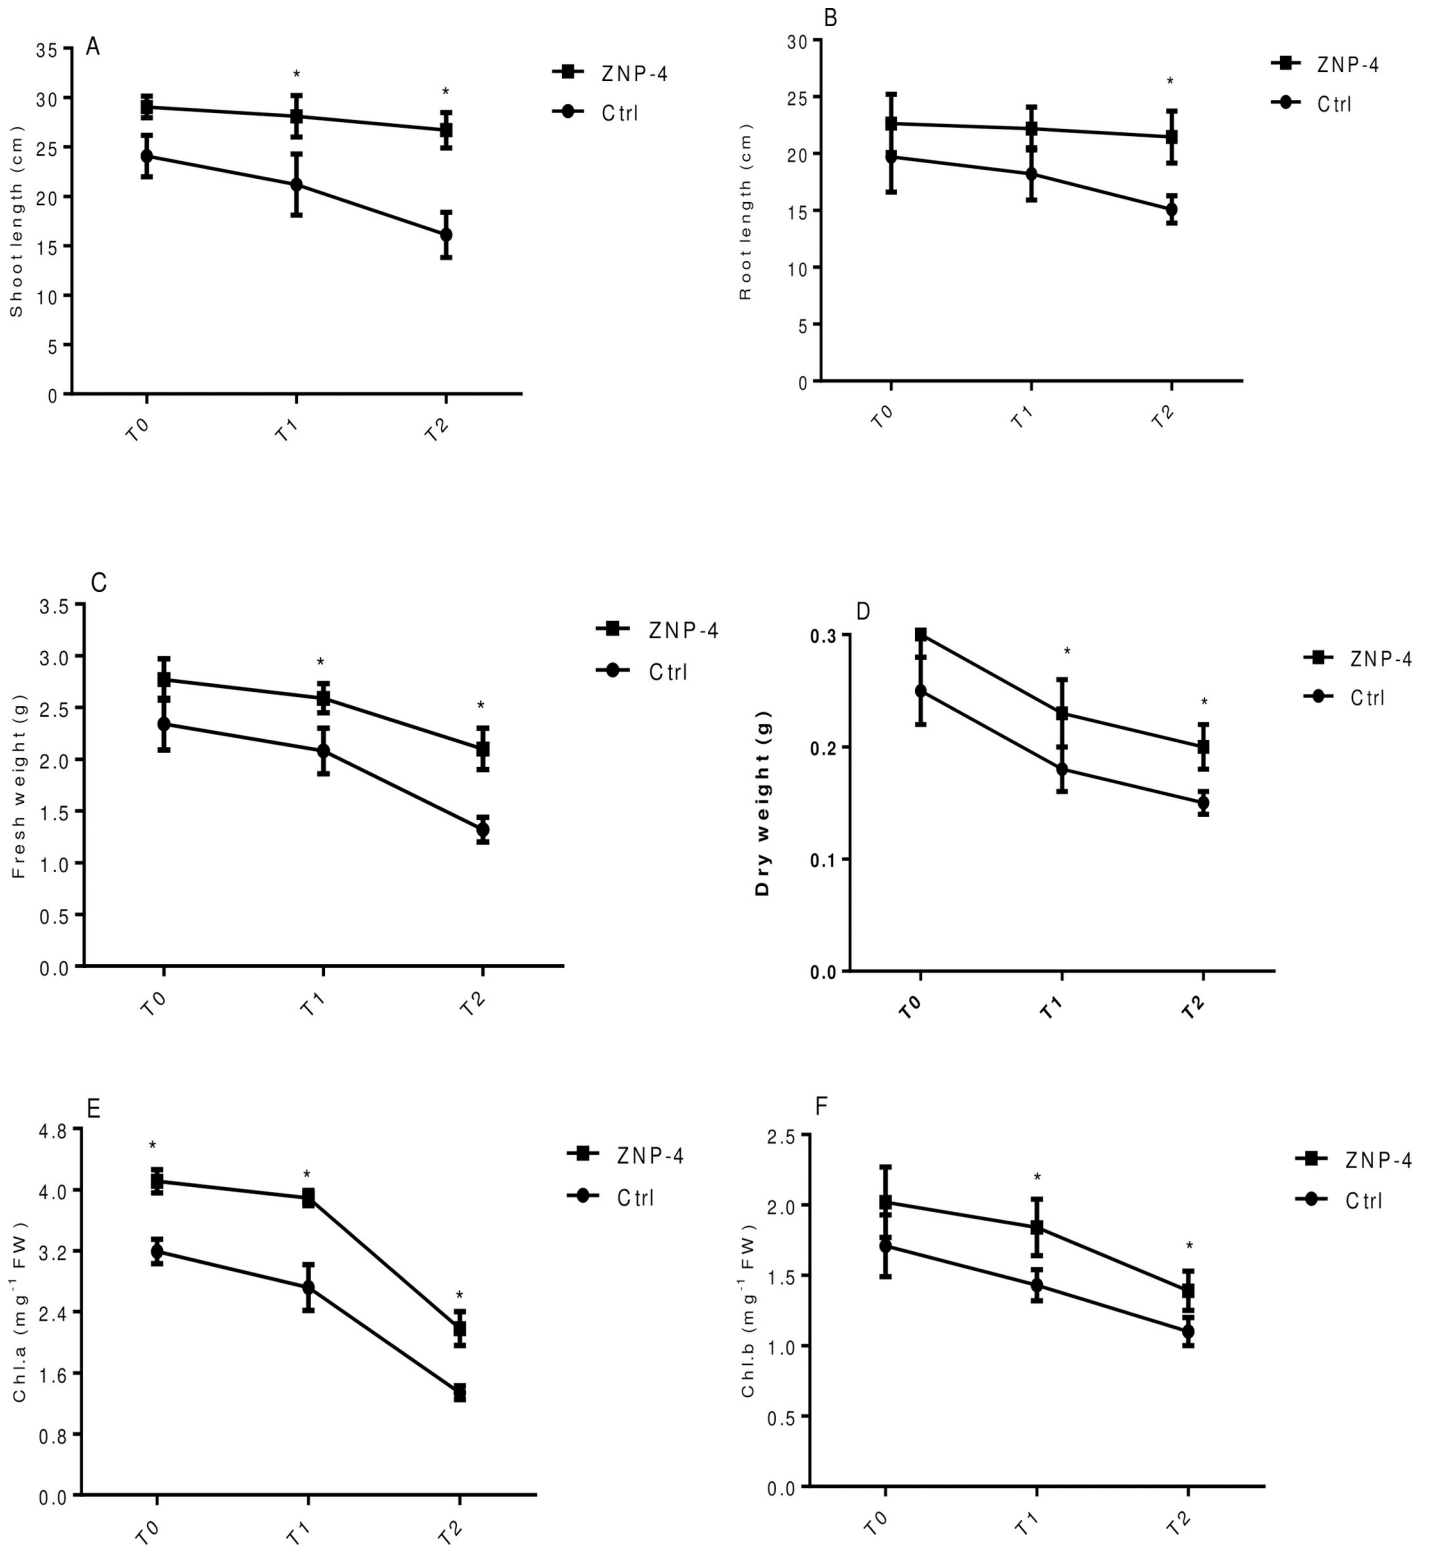 A
35
30
25
20
15
10
5
0
Shoot length (cm)
*
*
ZNP-4
Ctrl
T0
T1
T2
B
30
25
20
15
10
5
0
Root length (cm)
*
ZNP-4
Ctrl
T0
T1
T2
C
3.5
3.0
2.5
2.0
1.5
1.0
0.5
0.0
Fresh weight (g)
*
*
ZNP-4
Ctrl
T0
T1
T2
D
0.3
0.2
0.1
0.0
Dry weight (g)
*
*
ZNP-4
Ctrl
T0
T1
T2
E
4.8
4.0
3.2
2.4
1.6
0.8
0.0
Chl.a (mg-1 FW)
*
*
*
ZNP-4
Ctrl
T0
T1
T2
F
2.5
2.0
1.5
1.0
0.5
0.0
Chl.b (mg-1 FW)
*
*
ZNP-4
Ctrl
T0
T1
T2